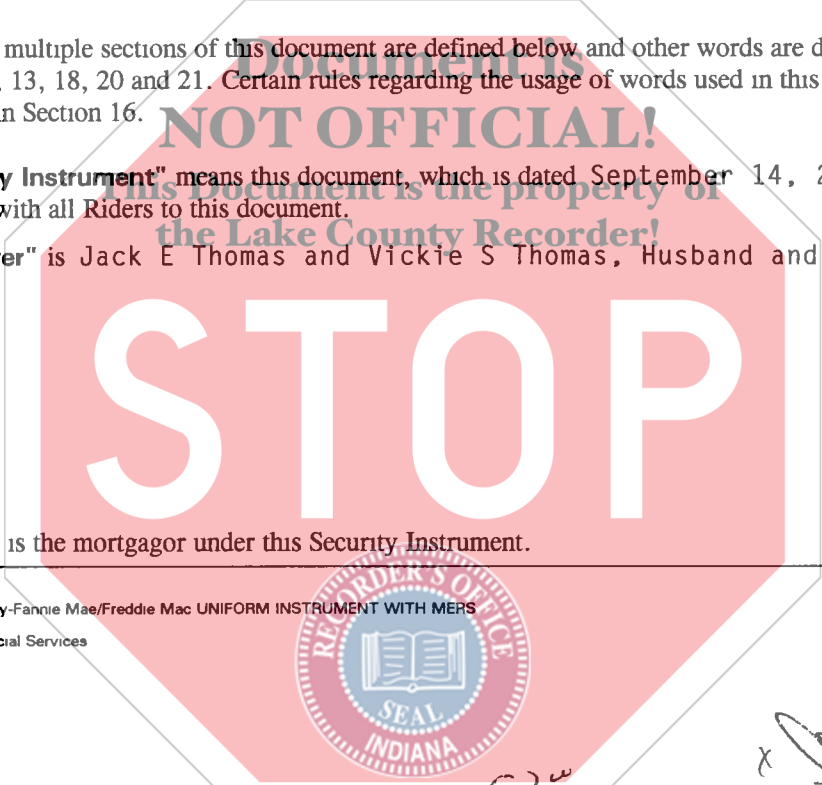 multiple sections of this document are defined below and other words are d
, 13, 18, 20 and 21. Certain rules regarding the usage of words used in this
n Section 16.
Document is
NOT OFFICIAL!
This Document is the property of
the Lake County Recorder!
y Instrument" means this document, which is dated September 14, 2
with all Riders to this document.
er" is Jack E Thomas and Vickie S Thomas, Husband and
STOP
is the mortgagor under this Security Instrument.
y-Fannie Mae/Freddie Mac UNIFORM INSTRUMENT WITH MERS
cial Services
RECORDER'S OFFICE
SEAL
INDIANA
x